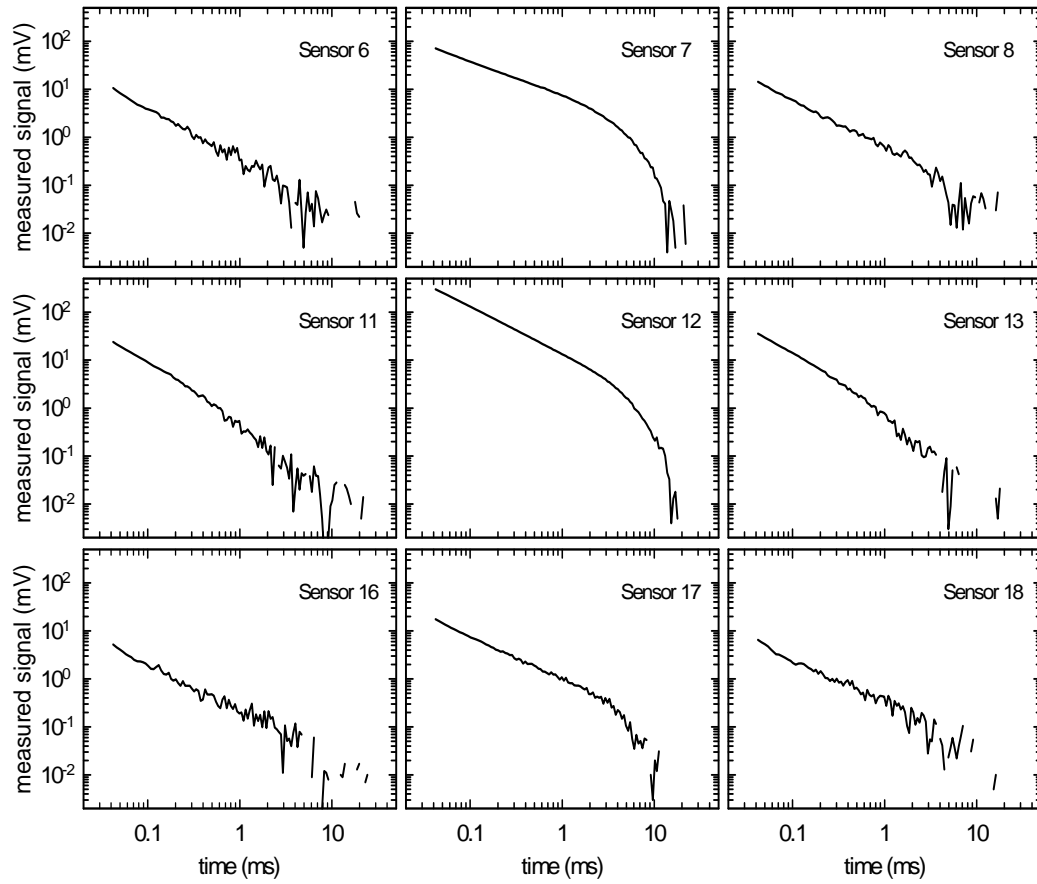 Sensor 6
Sensor 7
Sensor 8
measured signal (mV)
10²
10¹
10⁰
10⁻¹
10⁻²
Sensor 11
Sensor 12
Sensor 13
measured signal (mV)
10²
10¹
10⁰
10⁻¹
10⁻²
Sensor 16
Sensor 17
Sensor 18
measured signal (mV)
10²
10¹
10⁰
10⁻¹
10⁻²
0.1 1 10
0.1 1 10
0.1 1 10
time (ms)
time (ms)
time (ms)